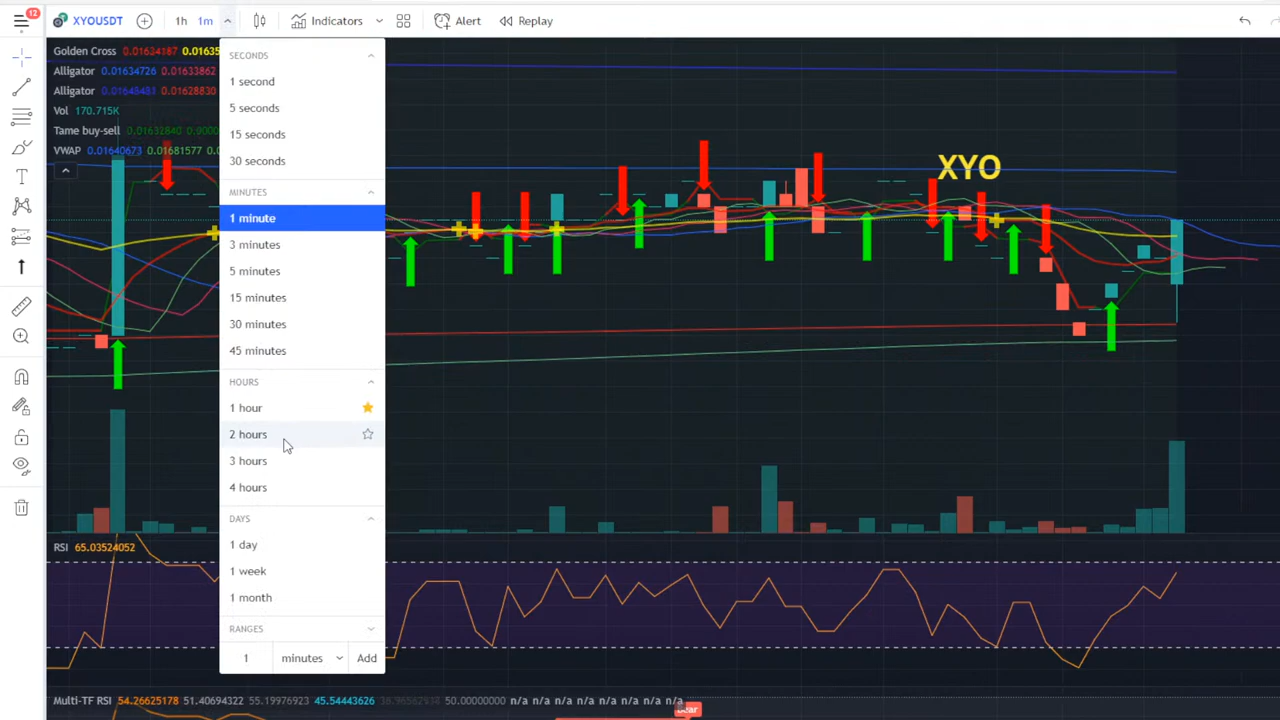 12
XYOUSDT
1h
1m
Indicators
Alert
Replay
Golden Cross 0.01634187 0.01635
Alligator 0.01634726 0.01633862
Alligator 0.01648481 0.01628830
Vol 170.715K
Tame buy-sell 0.01632840 0.9000
VWAP 0.01640673 0.01681577 0.0
SECONDS
1 second
5 seconds
15 seconds
30 seconds
MINUTES
1 minute
3 minutes
5 minutes
15 minutes
30 minutes
45 minutes
HOURS
1 hour
2 hours
3 hours
4 hours
DAYS
1 day
1 week
1 month
RANGES
1 minutes Add
XYO
RSI 65.03524052
Multi-TF RSI 54.26625178 51.40694322 55.19976923 45.54443626 50.00000000 n/a n/a n/a n/a n/a n/a n/a n/a
Bear